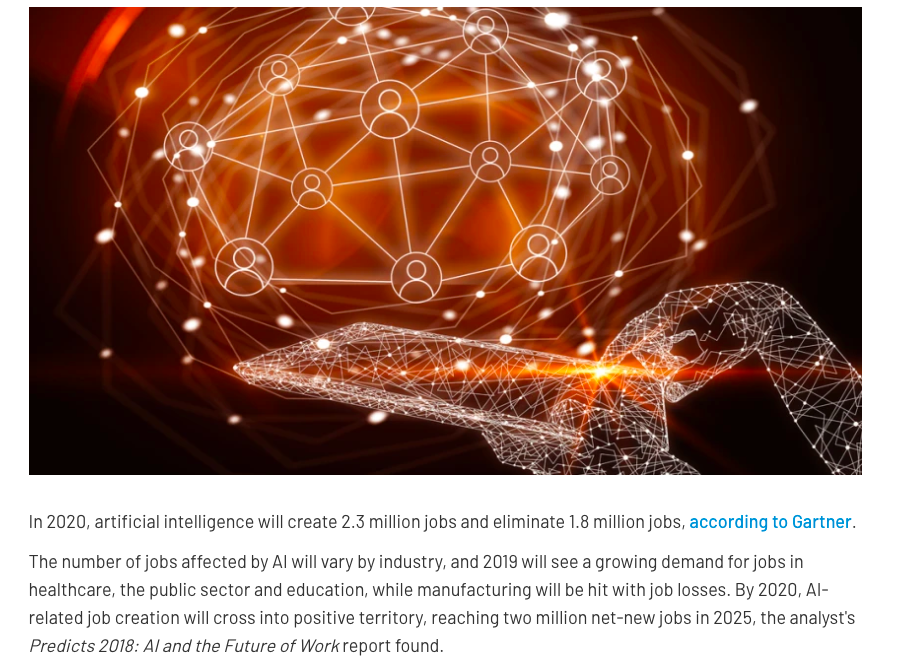 In 2020, artificial intelligence will create 2.3 million jobs and eliminate 1.8 million jobs, according to Gartner.
The number of jobs affected by AI will vary by industry, and 2019 will see a growing demand for jobs in
healthcare, the public sector and education, while manufacturing will be hit with job losses. By 2020, AI-
related job creation will cross into positive territory, reaching two million net-new jobs in 2025, the analyst's
Predicts 2018: AI and the Future of Work report found.